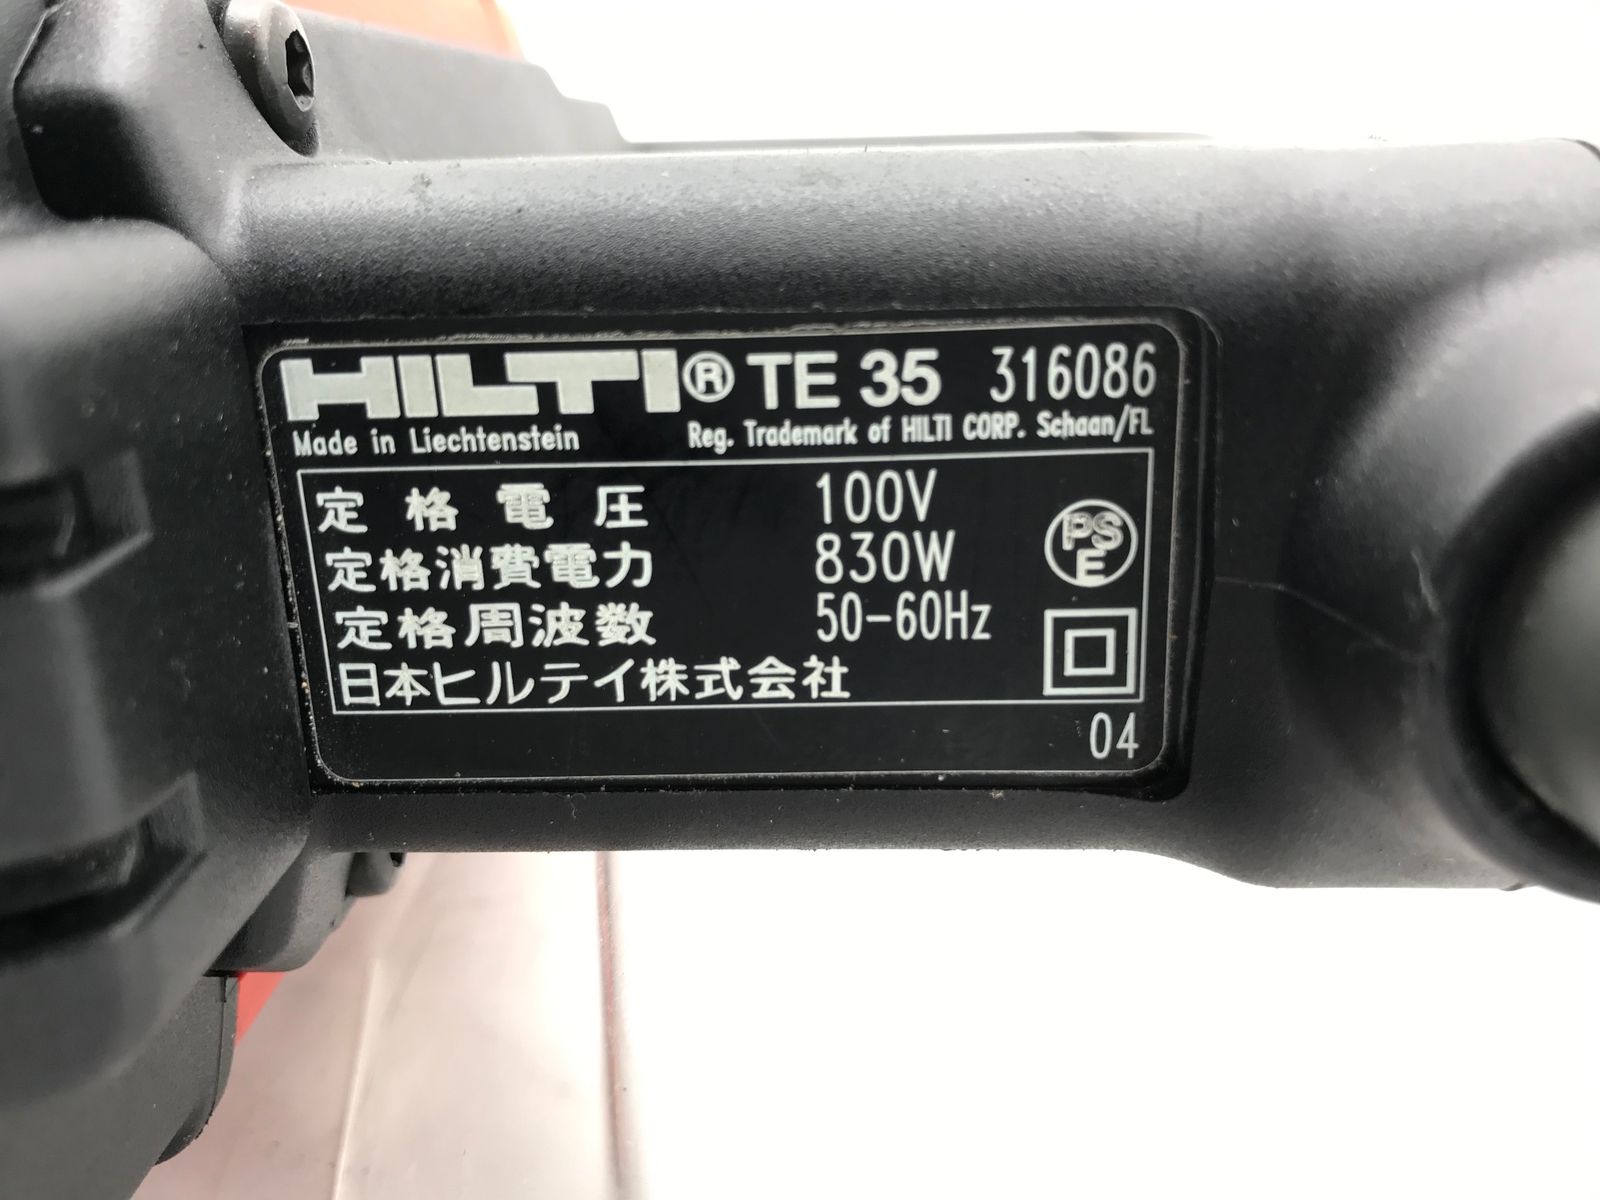 HILTI® TE 35 316086
Made in Liechtenstein Reg. Trademark of HILTI CORP. Schaan/FL
定格電圧 100V
定格消費電力 830W
PSE
定格周波数 50-60Hz
日本ヒルテイ株式会社
04